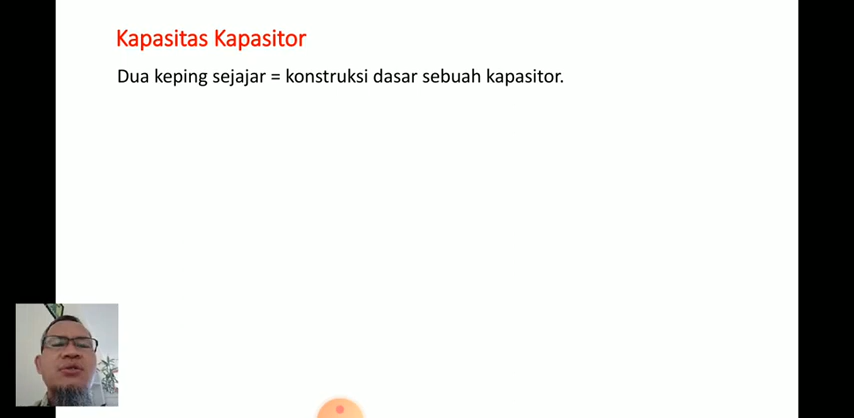 Kapasitas Kapasitor
Dua keping sejajar = konstruksi dasar sebuah kapasitor.